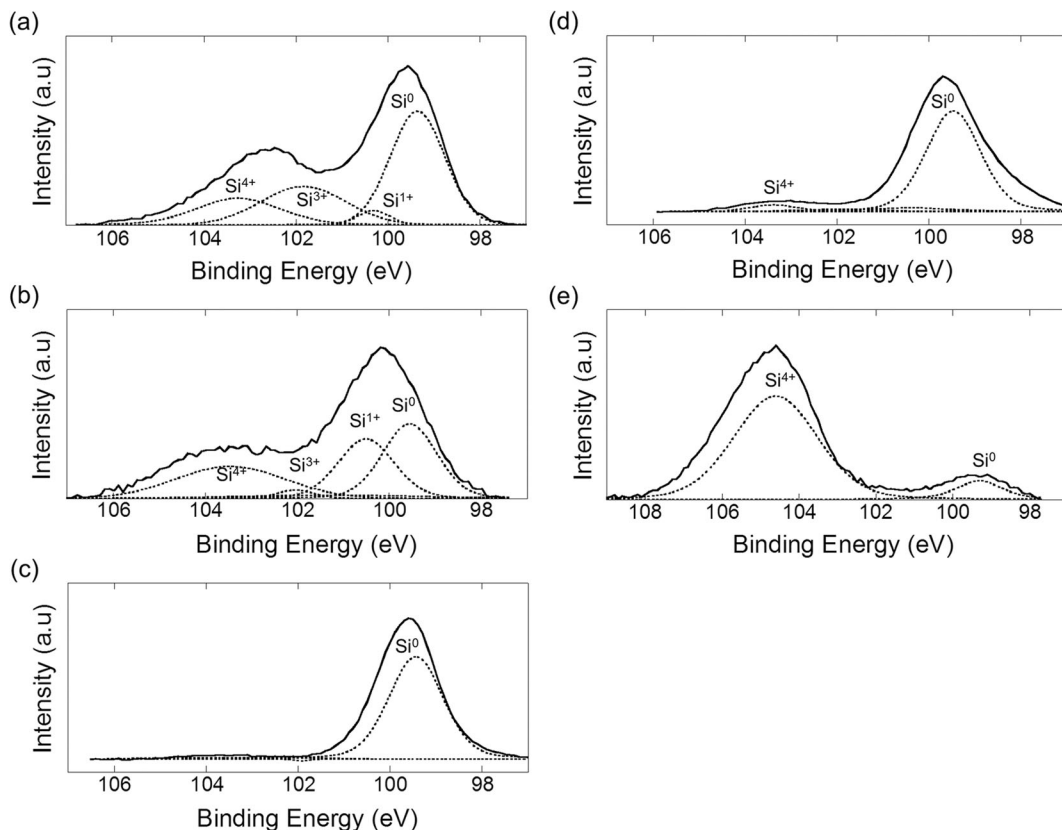 (a)
Intensity (a.u)
Si⁴⁺
Si³⁺
Si¹⁺
Si⁰
106 104 102 100 98
Binding Energy (eV)
(b)
Intensity (a.u)
Si⁴⁺
Si³⁺
Si¹⁺
Si⁰
106 104 102 100 98
Binding Energy (eV)
(c)
Intensity (a.u)
Si⁰
106 104 102 100 98
Binding Energy (eV)
(d)
Intensity (a.u)
Si⁴⁺
Si⁰
106 104 102 100 98
Binding Energy (eV)
(e)
Intensity (a.u)
Si⁴⁺
Si⁰
108 106 104 102 100 98
Binding Energy (eV)